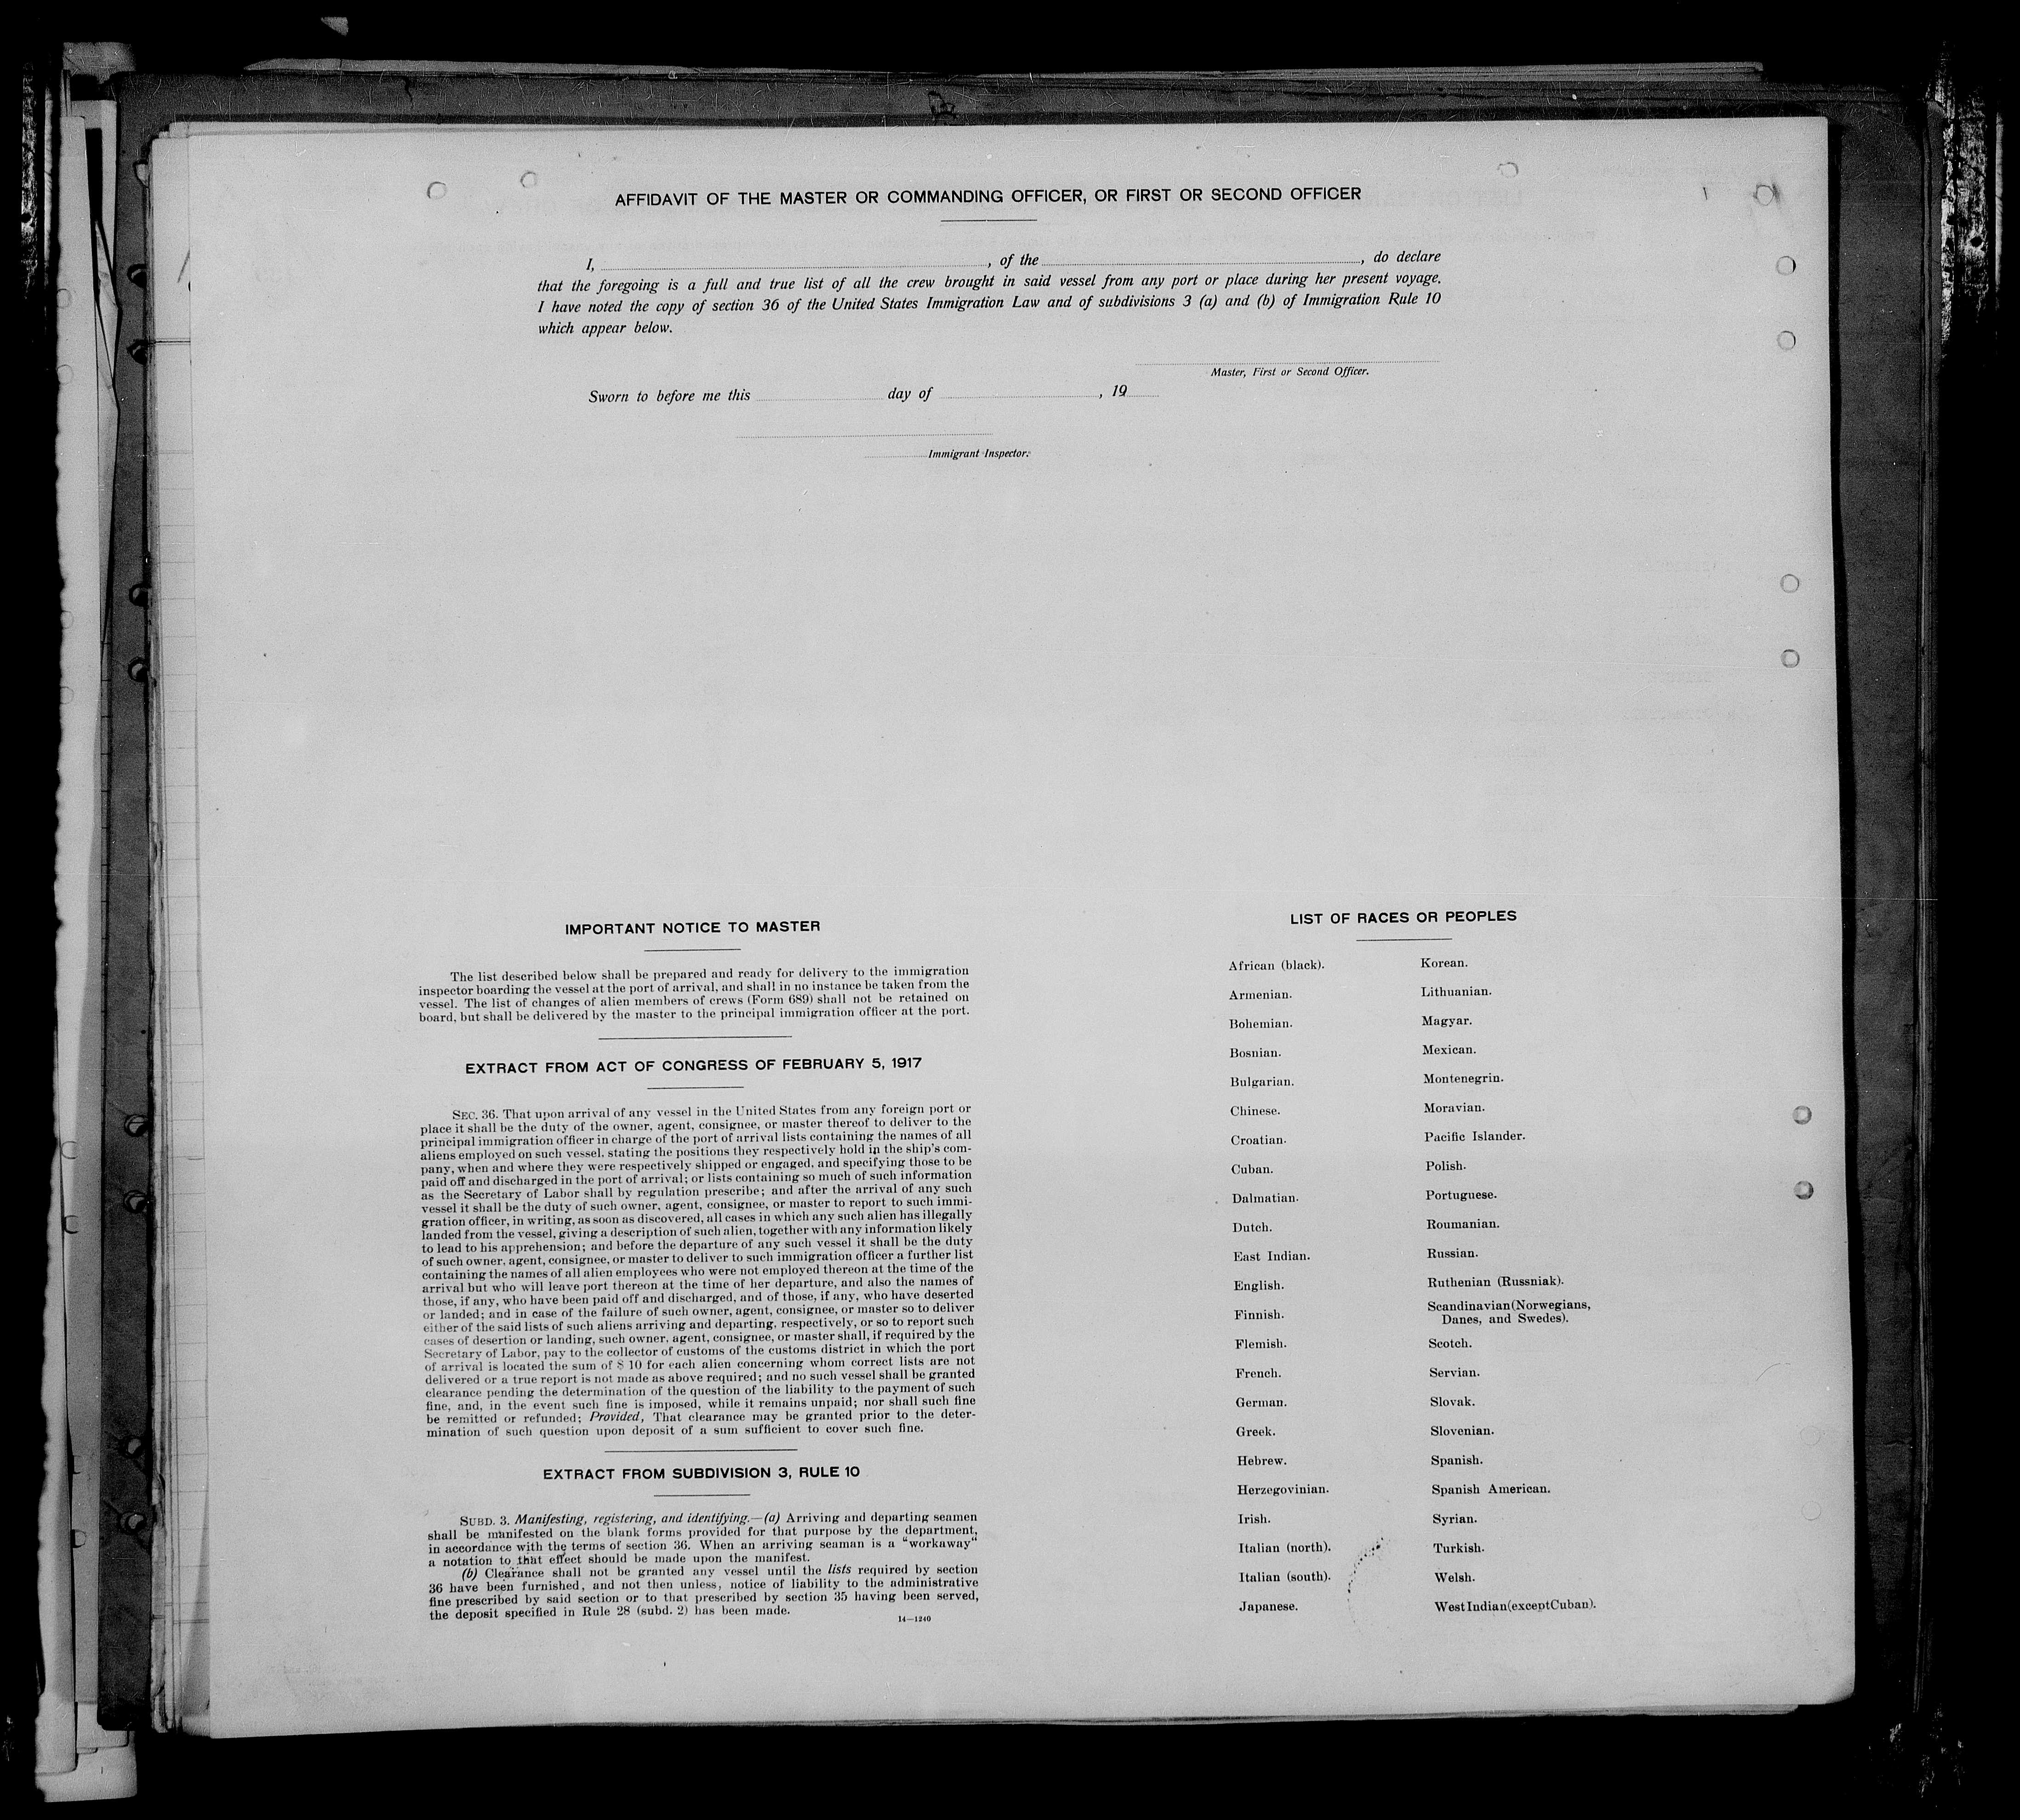 AFFIDAVIT OF THE MASTER OR COMMANDING OFFICER, OR FIRST OR SECOND OFFICER
I, , of the , do declare
that the foregoing is a full and true list of all the crew brought in said vessel from any port or place during her present voyage.
I have noted the copy of section 36 of the United States Immigration Law and of subdivisions 3 (a) and (b) of Immigration Rule 10
which appear below.
Master, First or Second Officer.
Sworn to before me this day of , 19
Immigrant Inspector.
IMPORTANT NOTICE TO MASTER
The list described below shall be prepared and ready for delivery to the immigration
inspector boarding the vessel at the port of arrival, and shall in no instance be taken from the
vessel. The list of changes of alien members of crews (Form 689) shall not be retained on
board, but shall be delivered by the master to the principal immigration officer at the port.
EXTRACT FROM ACT OF CONGRESS OF FEBRUARY 5, 1917
SEC. 36. That upon arrival of any vessel in the United States from any foreign port or
place it shall be the duty of the owner, agent, consignee, or master thereof to deliver to the
principal immigration officer in charge of the port of arrival lists containing the names of all
aliens employed on such vessel, stating the positions they respectively hold in the ship's com-
pany, when and where they were respectively shipped or engaged, and specifying those to be
paid off and discharged in the port of arrival; or lists containing so much of such information
as the Secretary of Labor shall by regulation prescribe; and after the arrival of any such
vessel it shall be the duty of such owner, agent, consignee, or master to report to such immi-
gration officer, in writing, as soon as discovered, all cases in which any such alien has illegally
landed from the vessel, giving a description of such alien, together with any information likely
to lead to his apprehension; and before the departure of any such vessel it shall be the duty
of such owner, agent, consignee, or master to deliver to such immigration officer a further list
containing the names of all alien employees who were not employed thereon at the time of the
arrival but who will leave port thereon at the time of her departure, and also the names of
those, if any, who have been paid off and discharged, and of those, if any, who have deserted
or landed; and in case of the failure of such owner, agent, consignee, or master so to deliver
either of the said lists of such aliens arriving and departing, respectively, or so to report such
cases of desertion or landing, such owner, agent, consignee, or master shall, if required by the
Secretary of Labor, pay to the collector of customs of the customs district in which the port
of arrival is located the sum of $ 10 for each alien concerning whom correct lists are not
delivered or a true report is not made as above required; and no such vessel shall be granted
clearance pending the determination of the question of the liability to the payment of such
fine, and, in the event such fine is imposed, while it remains unpaid; nor shall such fine
be remitted or refunded; Provided, That clearance may be granted prior to the deter-
mination of such question upon deposit of a sum sufficient to cover such fine.
EXTRACT FROM SUBDIVISION 3, RULE 10
SUBD. 3. Manifesting, registering, and identifying.—(a) Arriving and departing seamen
shall be manifested on the blank forms provided for that purpose by the department,
in accordance with the terms of section 36. When an arriving seaman is a "workaway"
a notation to that effect should be made upon the manifest.
(b) Clearance shall not be granted any vessel until the lists required by section
36 have been furnished, and not then unless, notice of liability to the administrative
fine prescribed by said section or to that prescribed by section 35 having been served,
the deposit specified in Rule 28 (subd. 2) has been made.
14—1240
LIST OF RACES OR PEOPLES
African (black).
Armenian.
Bohemian.
Bosnian.
Bulgarian.
Chinese.
Croatian.
Cuban.
Dalmatian.
Dutch.
East Indian.
English.
Finnish.
Flemish.
French.
German.
Greek.
Hebrew.
Herzegovinian.
Irish.
Italian (north).
Italian (south).
Japanese.
Korean.
Lithuanian.
Magyar.
Mexican.
Montenegrin.
Moravian.
Pacific Islander.
Polish.
Portuguese.
Roumanian.
Russian.
Ruthenian (Russniak).
Scandinavian (Norwegians,
Danes, and Swedes).
Scotch.
Servian.
Slovak.
Slovenian.
Spanish.
Spanish American.
Syrian.
Turkish.
Welsh.
West Indian (except Cuban).